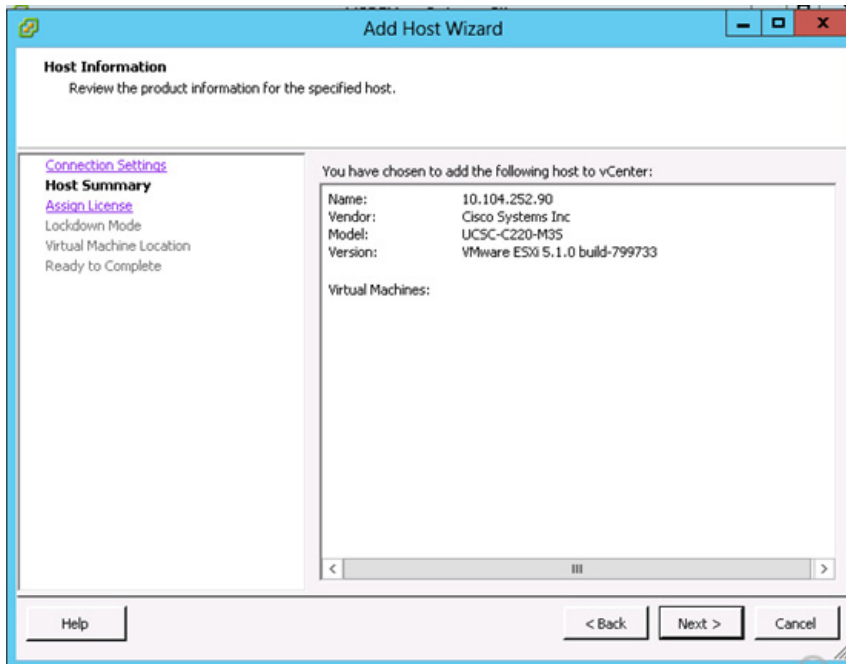 Add Host Wizard
Host Information
Review the product information for the specified host.
Connection Settings
Host Summary
Assign License
Lockdown Mode
Virtual Machine Location
Ready to Complete
You have chosen to add the following host to vCenter:
Name: 10.104.252.90
Vendor: Cisco Systems Inc
Model: UCSC-C220-M3S
Version: VMware ESXi 5.1.0 build-799733
Virtual Machines:
Help
< Back
Next >
Cancel